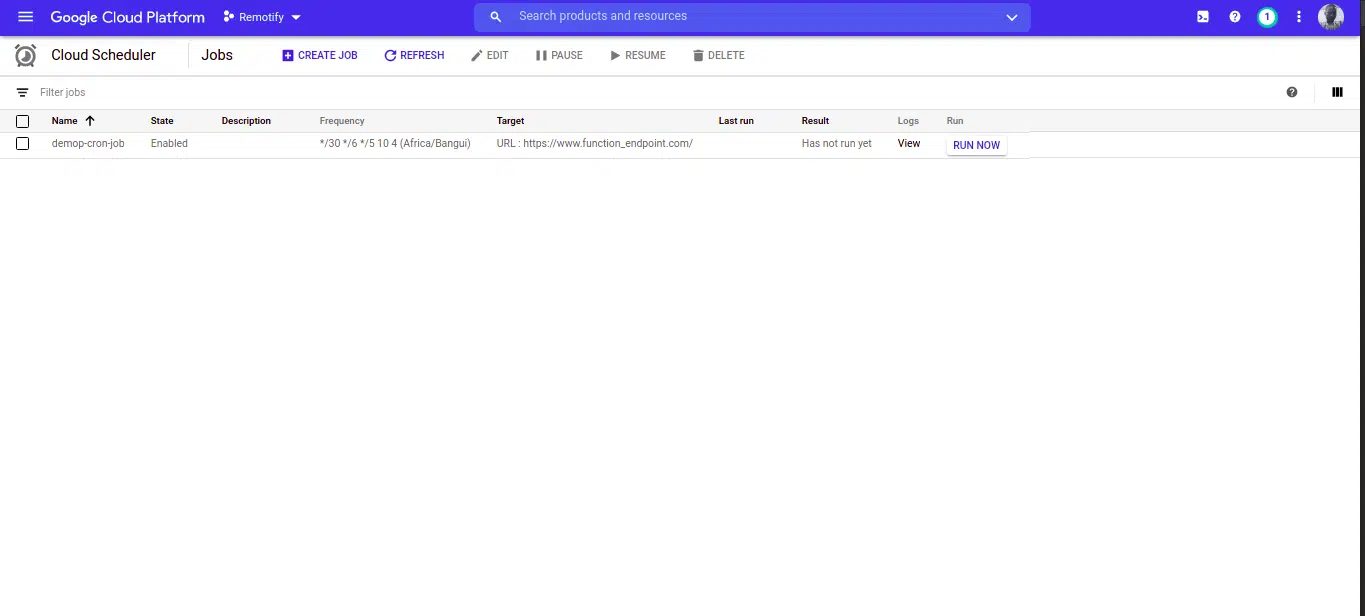 Google Cloud Platform Remotify Search products and resources 1
Cloud Scheduler Jobs CREATE JOB REFRESH EDIT PAUSE RESUME DELETE
Filter jobs
Name State Description Frequency Target Last run Result Logs Run
demop-cron-job Enabled */30 */6 */5 10 4 (Africa/Bangui) URL : https://www.function_endpoint.com/ Has not run yet View RUN NOW